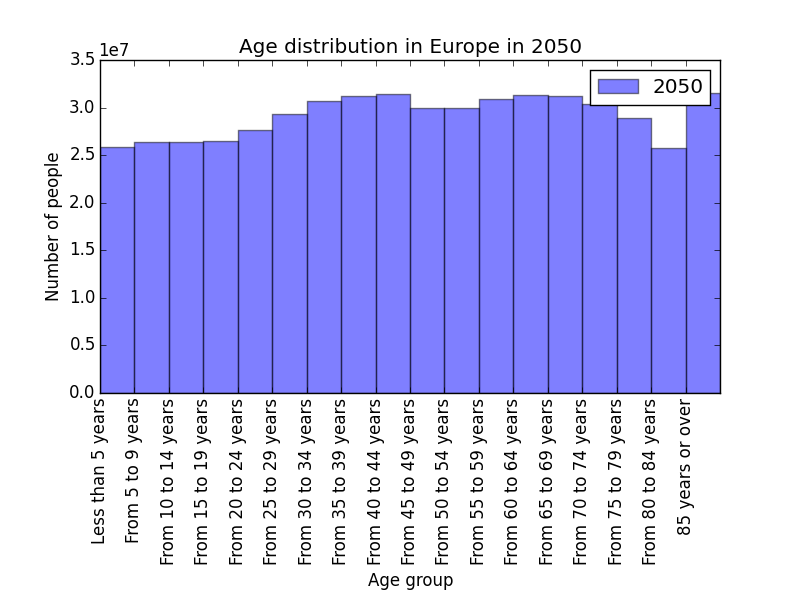 Age distribution in Europe in 2050
1e7
3.5
3.0
2.5
2.0
1.5
1.0
0.5
0.0
Number of people
2050
Less than 5 years
From 5 to 9 years
From 10 to 14 years
From 15 to 19 years
From 20 to 24 years
From 25 to 29 years
From 30 to 34 years
From 35 to 39 years
From 40 to 44 years
From 45 to 49 years
From 50 to 54 years
From 55 to 59 years
From 60 to 64 years
From 65 to 69 years
From 70 to 74 years
From 75 to 79 years
From 80 to 84 years
85 years or over
Age group